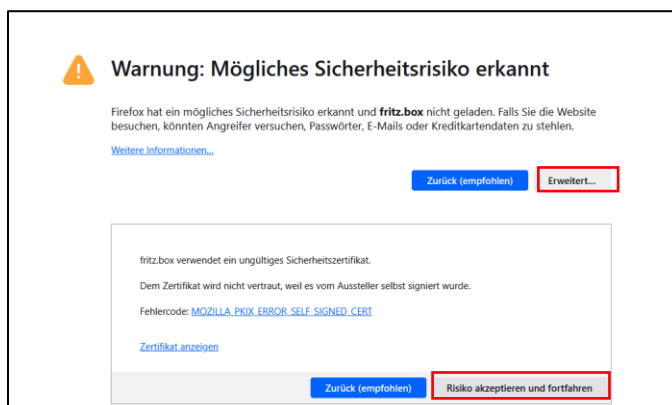 Warnung: Mögliches Sicherheitsrisiko erkannt
Firefox hat ein mögliches Sicherheitsrisiko erkannt und fritz.box nicht geladen. Falls Sie die Website
besuchen, könnten Angreifer versuchen, Passwörter, E-Mails oder Kreditkartendaten zu stehlen.
Weitere Informationen...
Zurück (empfohlen) Erweitert...
fritz.box verwendet ein ungültiges Sicherheitszertifikat.
Dem Zertifikat wird nicht vertraut, weil es vom Aussteller selbst signiert wurde.
Fehlercode: MOZILLA_PKIX_ERROR_SELF_SIGNED_CERT
Zertifikat anzeigen
Zurück (empfohlen) Risiko akzeptieren und fortfahren